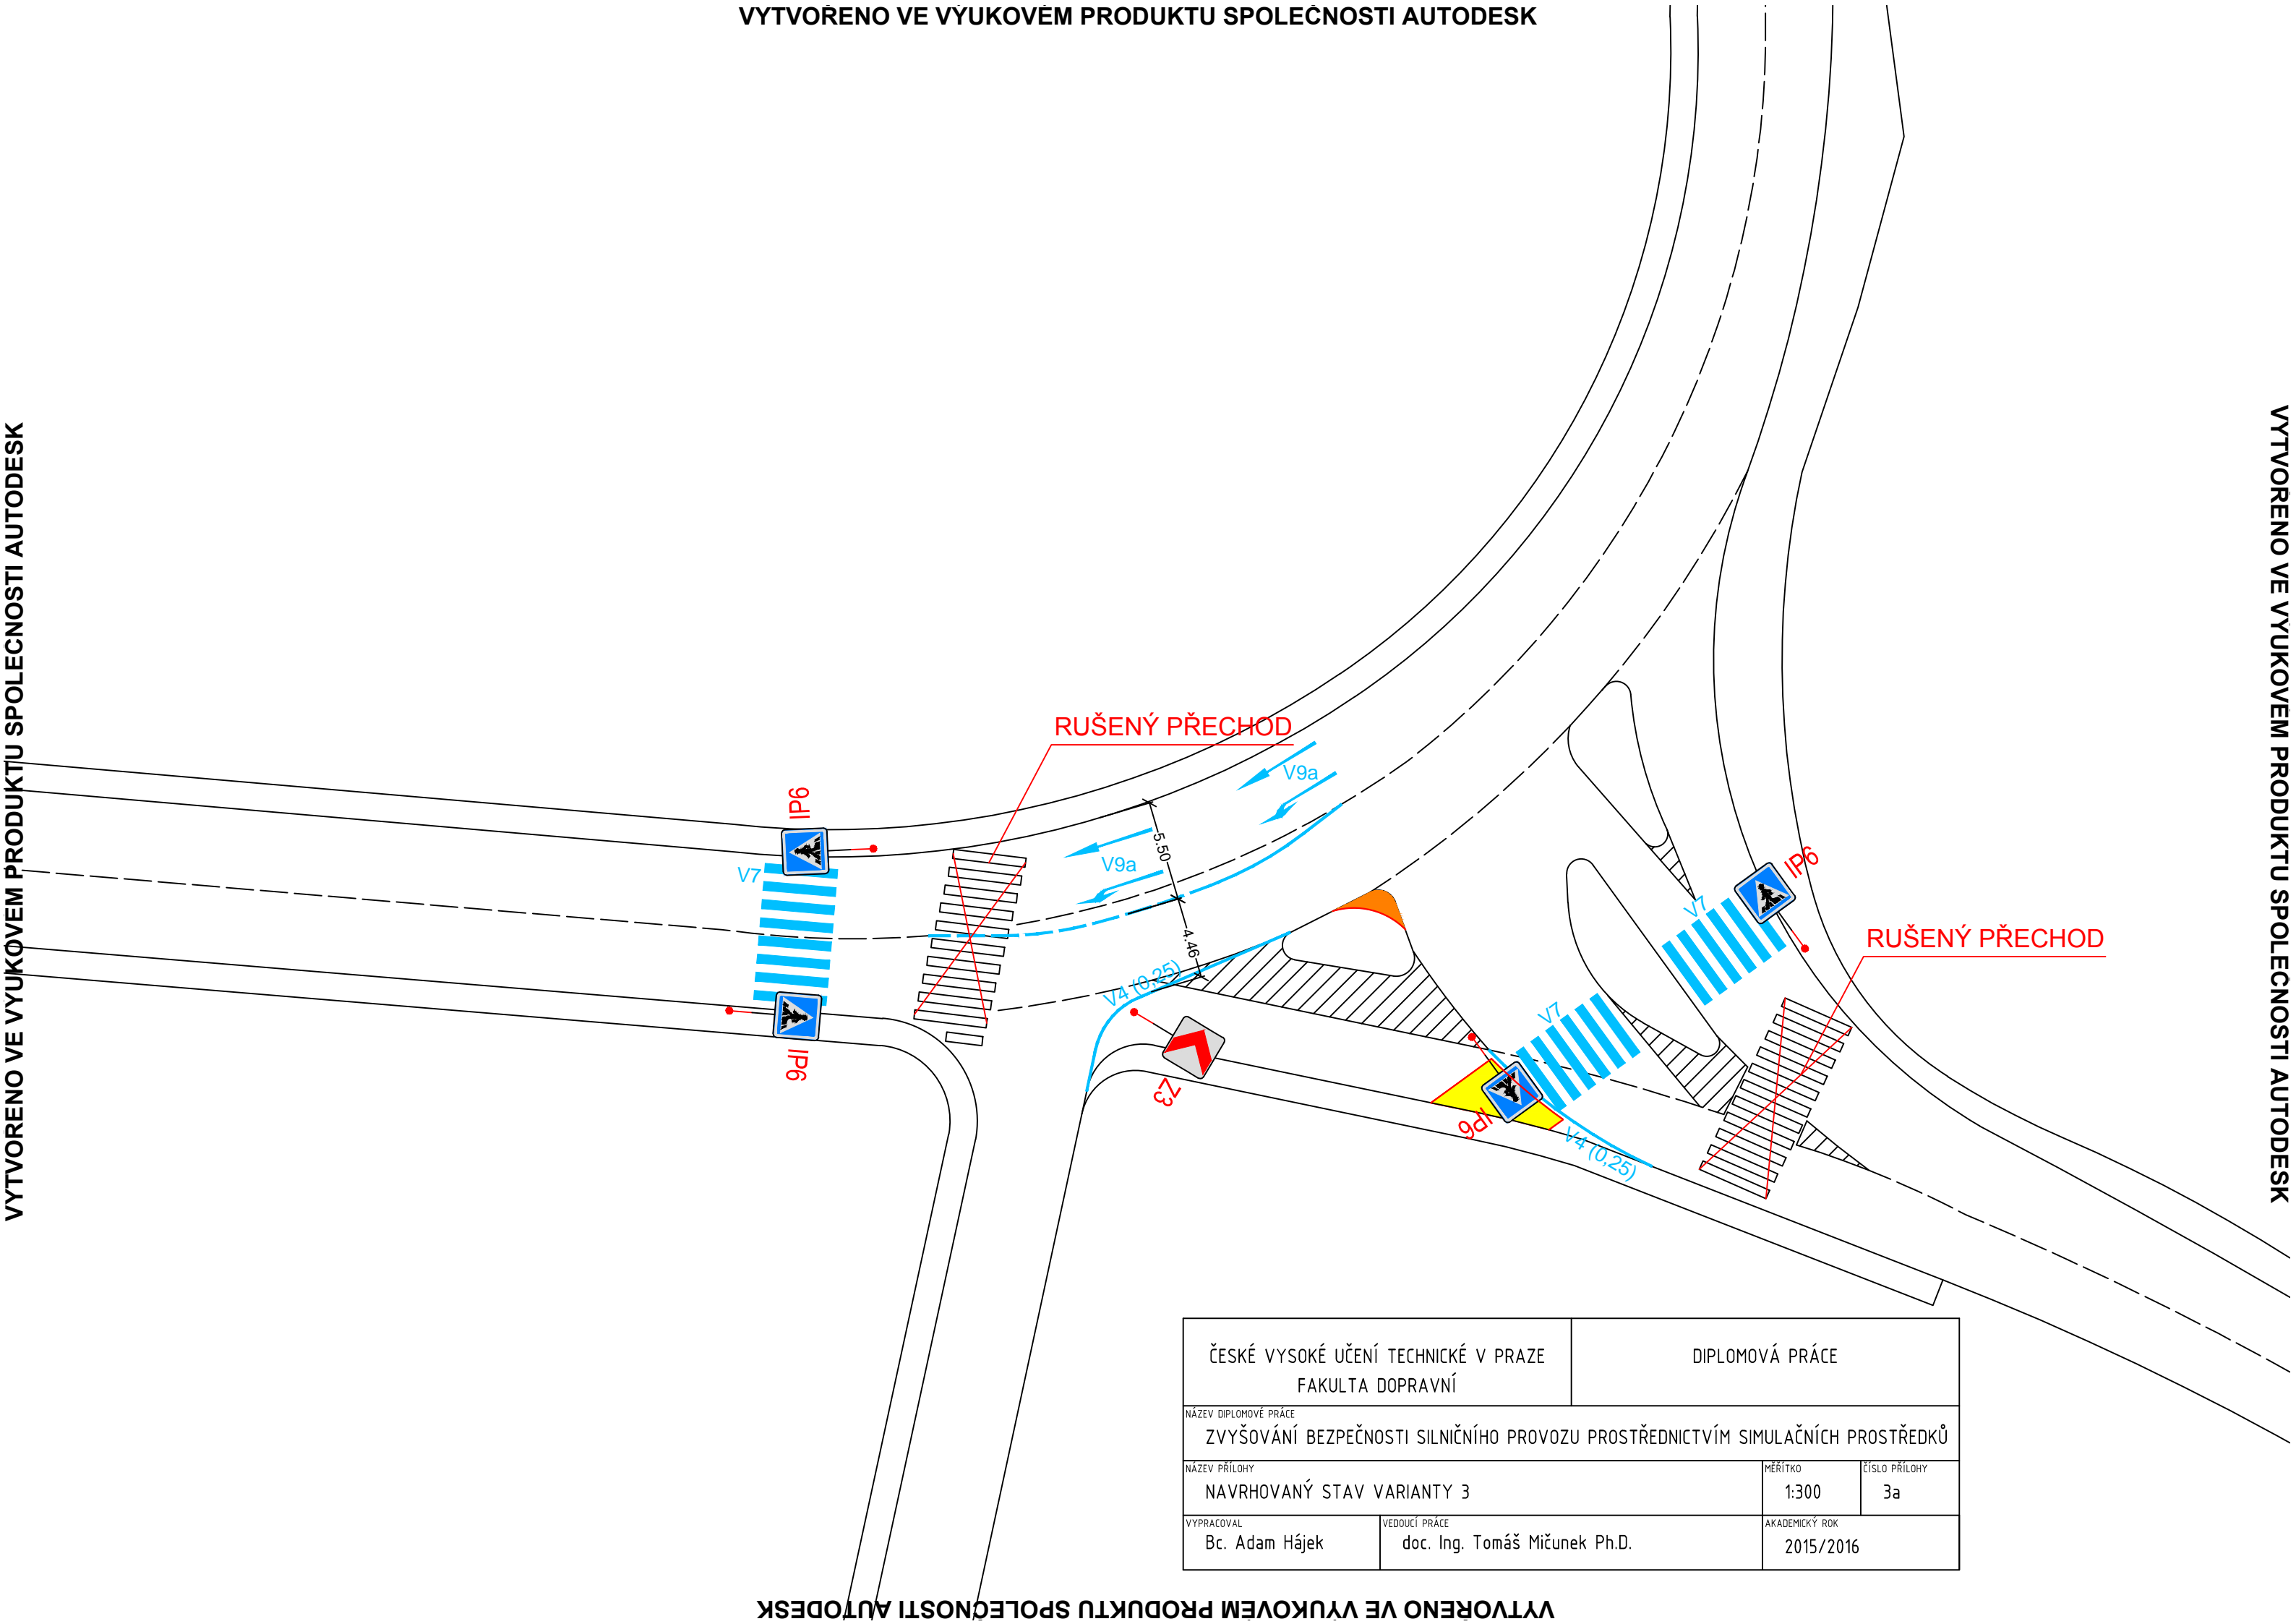 VYTVOŘENO VE VÝUKOVÉM PRODUKTU SPOLEČNOSTI AUTODESK
VYTVOŘENO VE VÝUKOVÉM PRODUKTU SPOLEČNOSTI AUTODESK
VYTVOŘENO VE VÝUKOVÉM PRODUKTU SPOLEČNOSTI AUTODESK
RUŠENÝ PŘECHOD
V9a
IP6
5.50
V9a
V7
IP6
V7
4.46
RUŠENÝ PŘECHOD
V4 (0,25)
V7
IP6
Z3
IP6
V4 (0,25)
ČESKÉ VYSOKÉ UČENÍ TECHNICKÉ V PRAZE
FAKULTA DOPRAVNÍ
DIPLOMOVÁ PRÁCE
NÁZEV DIPLOMOVÉ PRÁCE
ZVYŠOVÁNÍ BEZPEČNOSTI SILNIČNÍHO PROVOZU PROSTŘEDNICTVÍM SIMULAČNÍCH PROSTŘEDKŮ
NÁZEV PŘÍLOHY
NAVRHOVANÝ STAV VARIANTY 3
MĚŘÍTKO
1:300
ČÍSLO PŘÍLOHY
3a
VYPRACOVAL
Bc. Adam Hájek
VEDOUCÍ PRÁCE
doc. Ing. Tomáš Mičunek Ph.D.
AKADEMICKÝ ROK
2015/2016
VYTVOŘENO VE VÝUKOVÉM PRODUKTU SPOLEČNOSTI AUTODESK